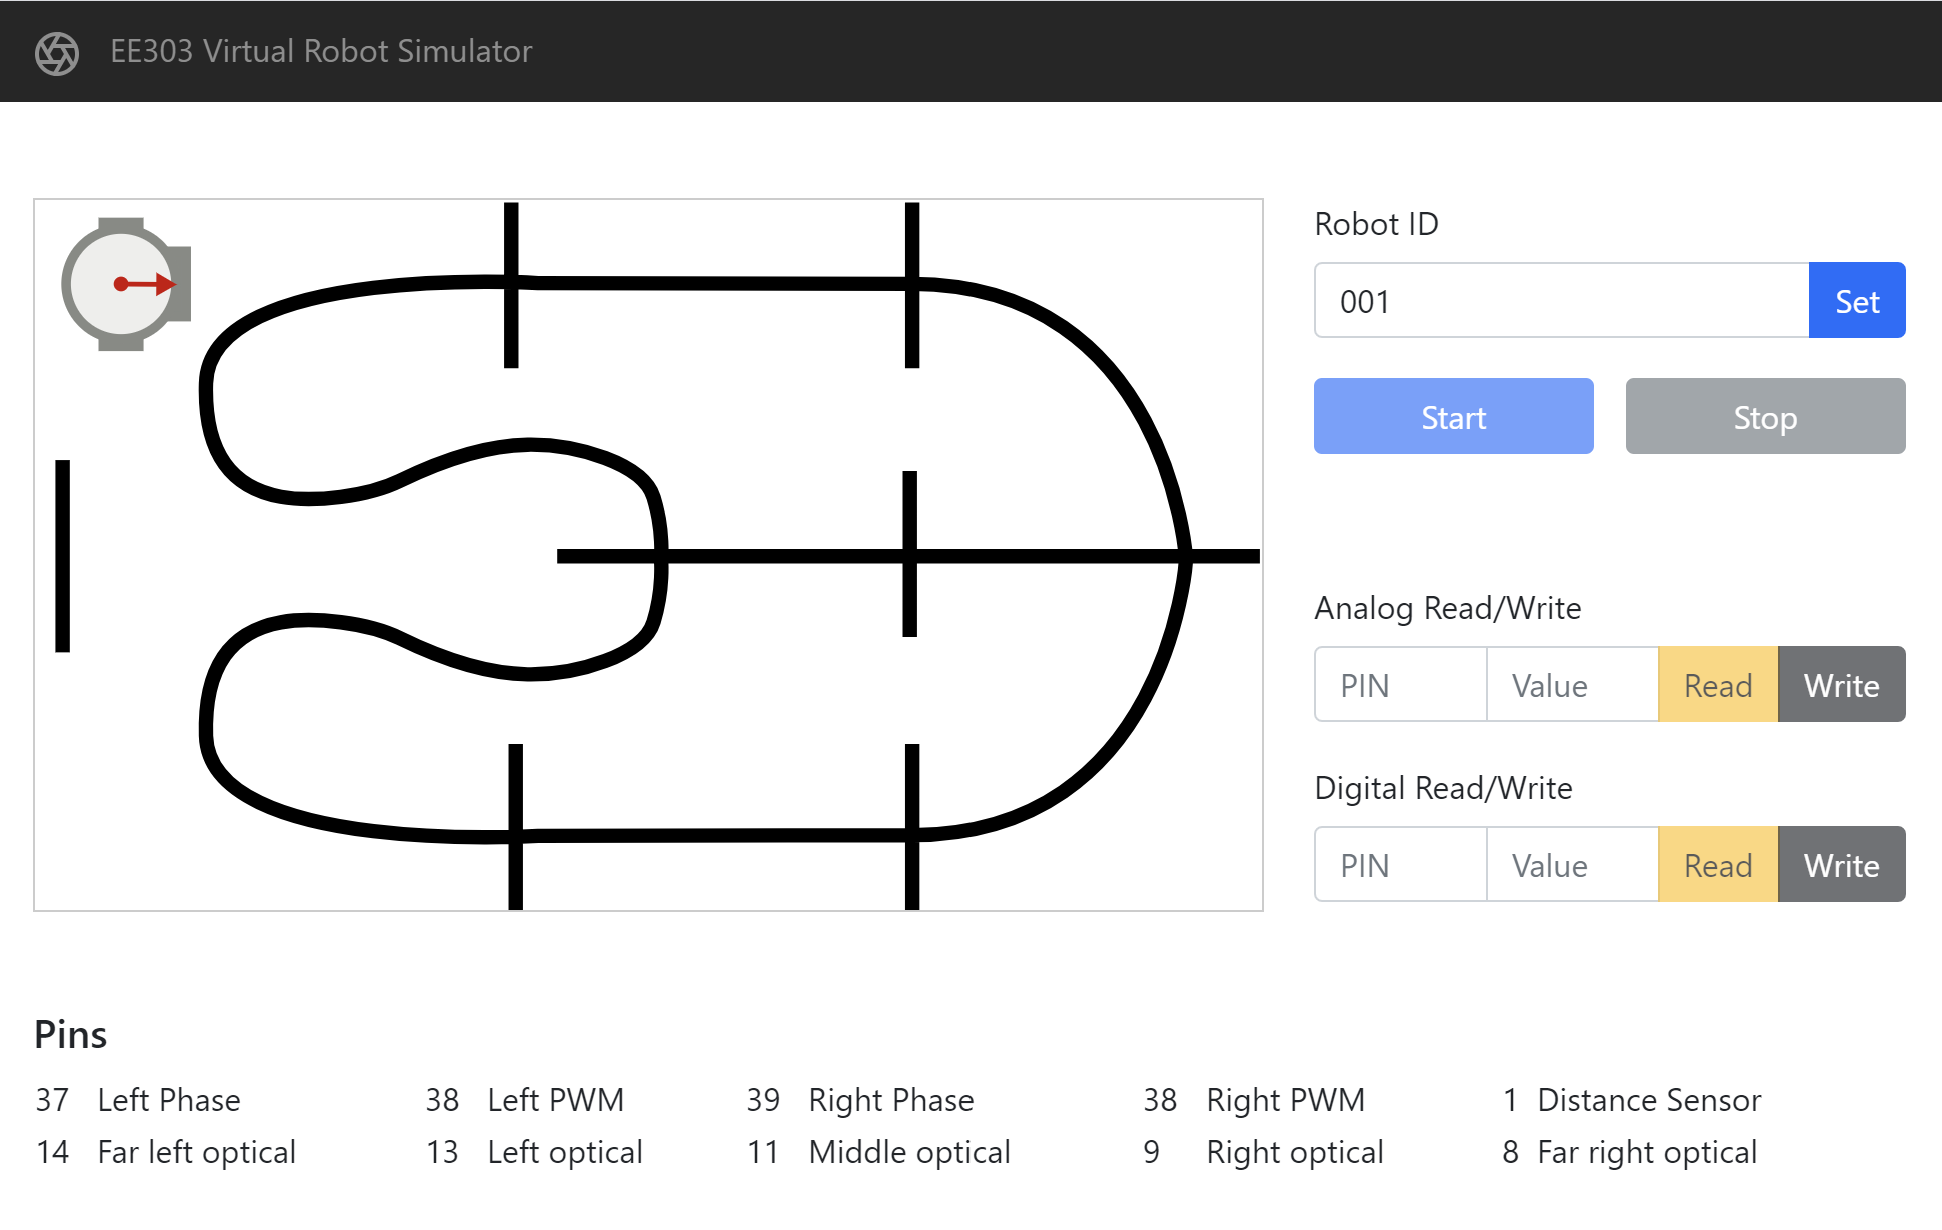 EE303 Virtual Robot Simulator
Robot ID
001 Set
Start Stop
Analog Read/Write
PIN Value Read Write
Digital Read/Write
PIN Value Read Write
Pins
37 Left Phase 38 Left PWM 39 Right Phase 38 Right PWM 1 Distance Sensor
14 Far left optical 13 Left optical 11 Middle optical 9 Right optical 8 Far right optical